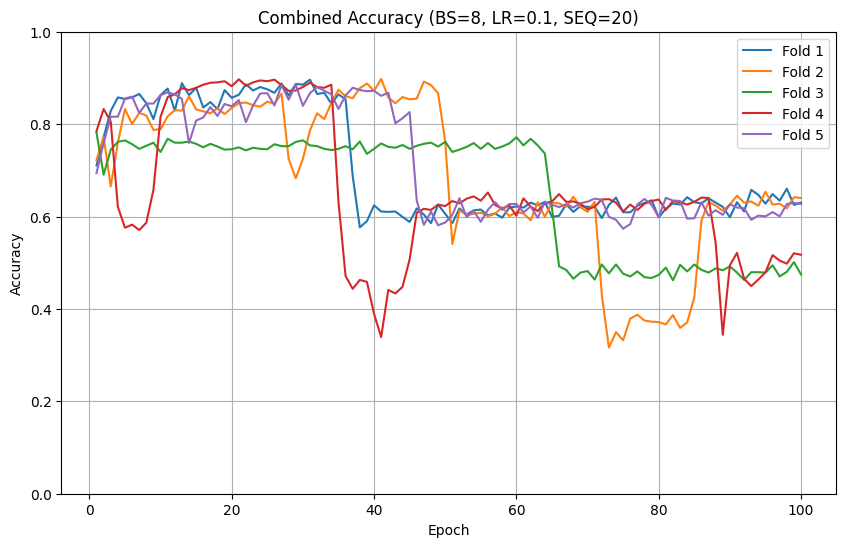 Combined Accuracy (BS=8, LR=0.1, SEQ=20)
1.0
0.8
0.6
0.4
0.2
0.0
Accuracy
Fold 1
Fold 2
Fold 3
Fold 4
Fold 5
0
20
40
60
80
100
Epoch